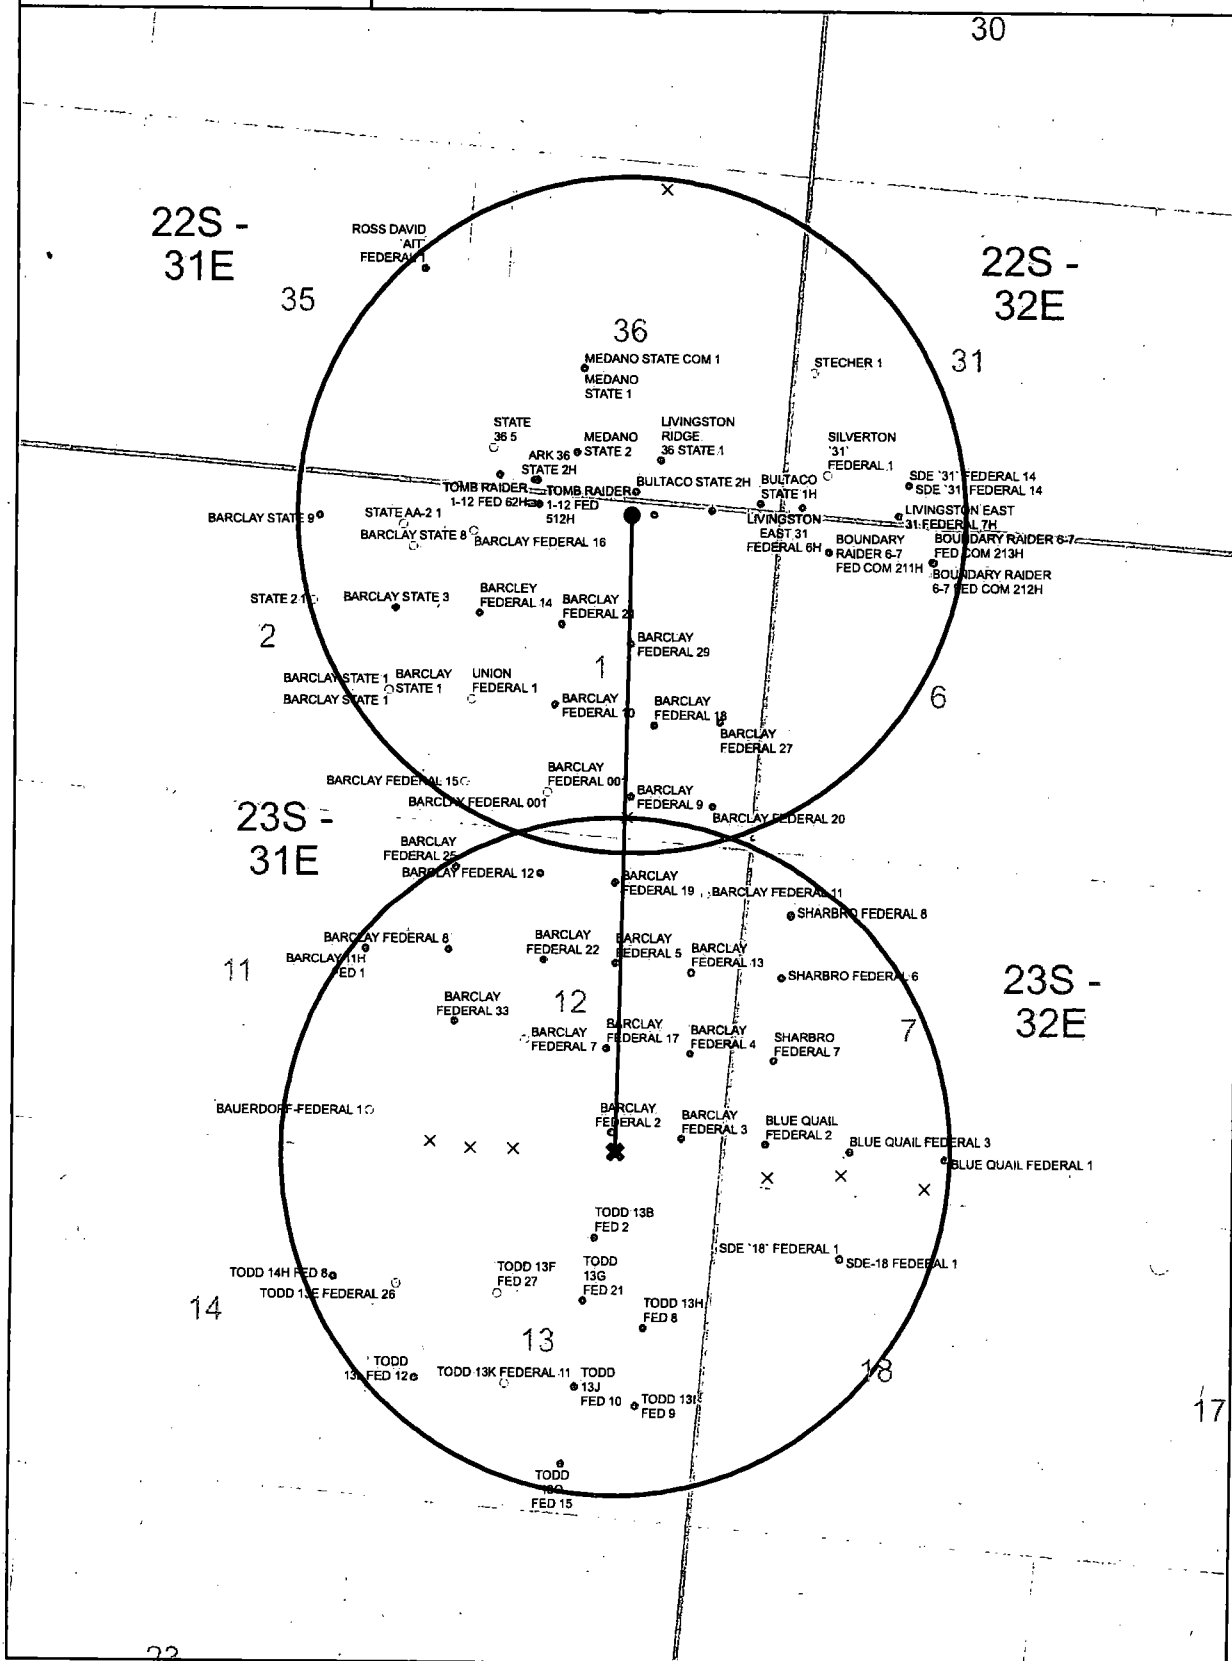 30
22S -
31E
ROSS DAVID
'AIT'
FEDERAL 1
22S -
32E
35
36
31
MEDANO STATE COM 1
MEDANO
STATE 1
STECHER 1
STATE
36 5
MEDANO
STATE 2
LIVINGSTON
RIDGE
36 STATE 1
SILVERTON
'31'
FEDERAL 1
ARK 36
STATE 2H
SDE '31' FEDERAL 14
SDE '31' FEDERAL 14
TOMB RAIDER
1-12 FED 62H
TOMB RAIDER
1-12 FED
512H
BULTACO STATE 2H
BULTACO
STATE 1H
BARCLAY STATE 9
STATE AA-2 1
BARCLAY STATE 8
BARCLAY FEDERAL 16
LIVINGSTON
EAST 31
FEDERAL 6H
LIVINGSTON EAST
31 FEDERAL 7H
BOUNDARY
RAIDER 6-7
FED COM 211H
BOUNDARY RAIDER 6-7
FED COM 213H
BOUNDARY RAIDER
6-7 FED COM 212H
STATE 2 1
BARCLAY STATE 3
BARCLEY
FEDERAL 14
BARCLAY
FEDERAL 21
2
1
BARCLAY
FEDERAL 29
BARCLAY STATE 1
BARCLAY STATE 1
BARCLAY
STATE 1
UNION
FEDERAL 1
BARCLAY
FEDERAL 10
BARCLAY
FEDERAL 18
BARCLAY
FEDERAL 27
6
BARCLAY FEDERAL 15
BARCLAY
FEDERAL 001
BARCLAY FEDERAL 001
BARCLAY
FEDERAL 9
BARCLAY FEDERAL 20
23S -
31E
BARCLAY
FEDERAL 25
BARCLAY FEDERAL 12
BARCLAY
FEDERAL 19
BARCLAY FEDERAL 11
SHARBRO FEDERAL 8
BARCLAY FEDERAL 8
BARCLAY 11H
FED 1
BARCLAY
FEDERAL 22
BARCLAY
FEDERAL 5
BARCLAY
FEDERAL 13
SHARBRO FEDERAL 6
11
12
23S -
32E
7
BARCLAY
FEDERAL 33
BARCLAY
FEDERAL 7
BARCLAY
FEDERAL 17
BARCLAY
FEDERAL 4
SHARBRO
FEDERAL 7
BAUERDORF-FEDERAL 1
BARCLAY
FEDERAL 2
BARCLAY
FEDERAL 3
BLUE QUAIL
FEDERAL 2
BLUE QUAIL FEDERAL 3
BLUE QUAIL FEDERAL 1
TODD 13B
FED 2
SDE '18' FEDERAL 1
SDE-18 FEDERAL 1
TODD 14H FED 8
TODD 13E FEDERAL 26
TODD 13F
FED 27
TODD
13G
FED 21
TODD 13H
FED 8
14
13
18
17
TODD
13L FED 12
TODD 13K FEDERAL 11
TODD
13J
FED 10
TODD 13I
FED 9
TODD
13O
FED 15